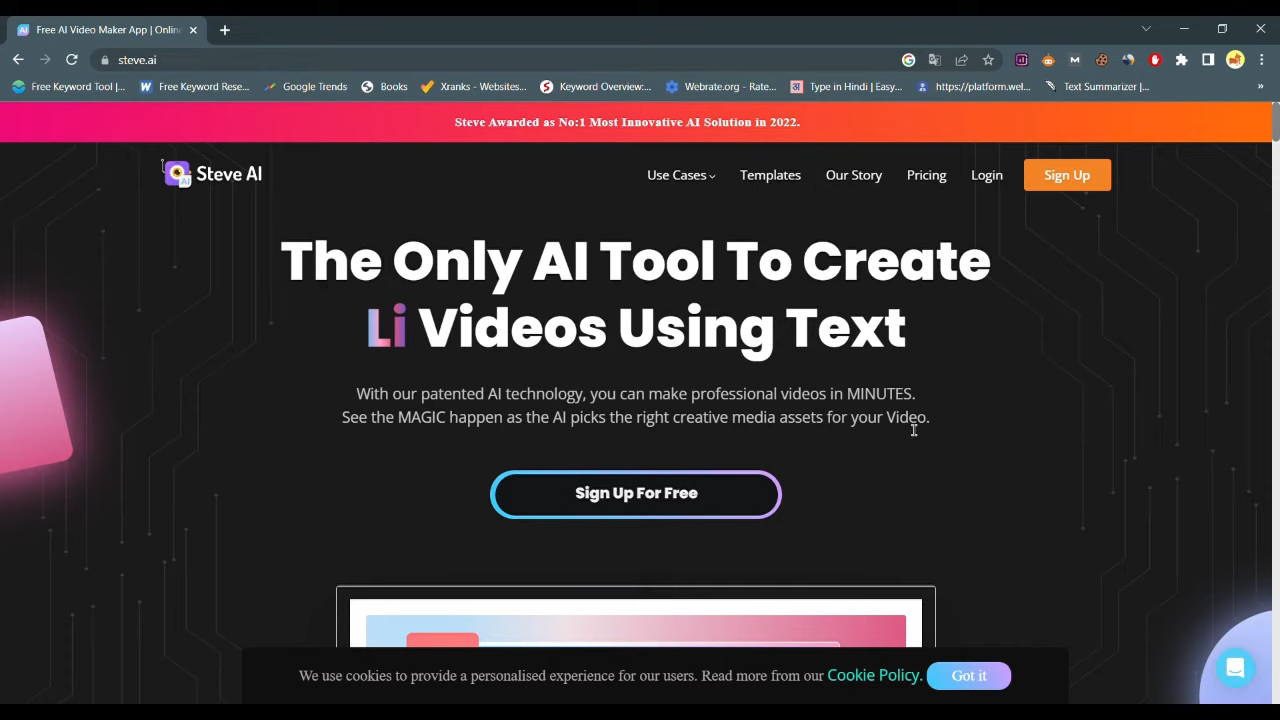 Free AI Video Maker App | Onlin
steve.ai
Free Keyword Tool |...
Free Keyword Rese...
Google Trends
Books
Xranks - Websites...
Keyword Overview:...
Webrate.org - Rate...
Type in Hindi | Easy...
https://platform.wel...
Text Summarizer |...
Steve Awarded as No:1 Most Innovative AI Solution in 2022.
AI Steve AI
Use Cases
Templates
Our Story
Pricing
Login
Sign Up
The Only AI Tool To Create
Li Videos Using Text
With our patented AI technology, you can make professional videos in MINUTES.
See the MAGIC happen as the AI picks the right creative media assets for your Video.
Sign Up For Free
We use cookies to provide a personalised experience for our users. Read more from our Cookie Policy.
Got it